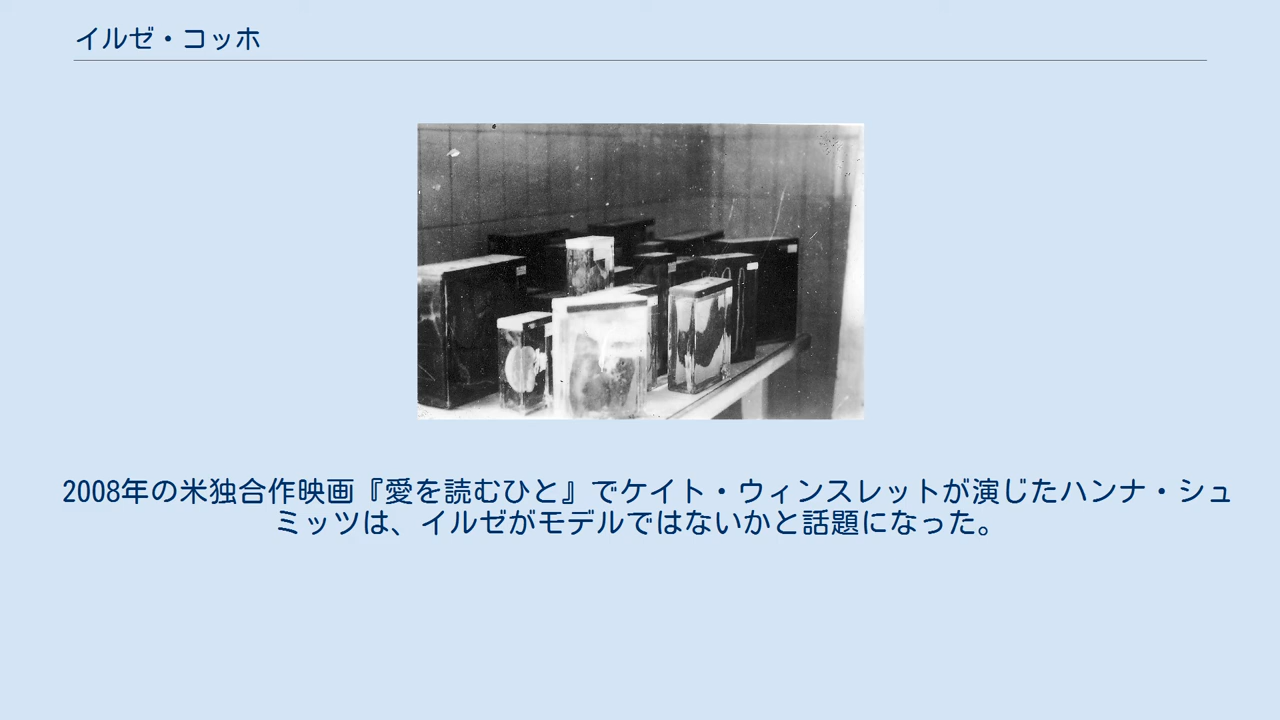 イルゼ・コッホ
2008年の米独合作映画『愛を読むひと』でケイト・ウィンスレットが演じたハンナ・シュ
ミッツは、イルゼがモデルではないかと話題になった。